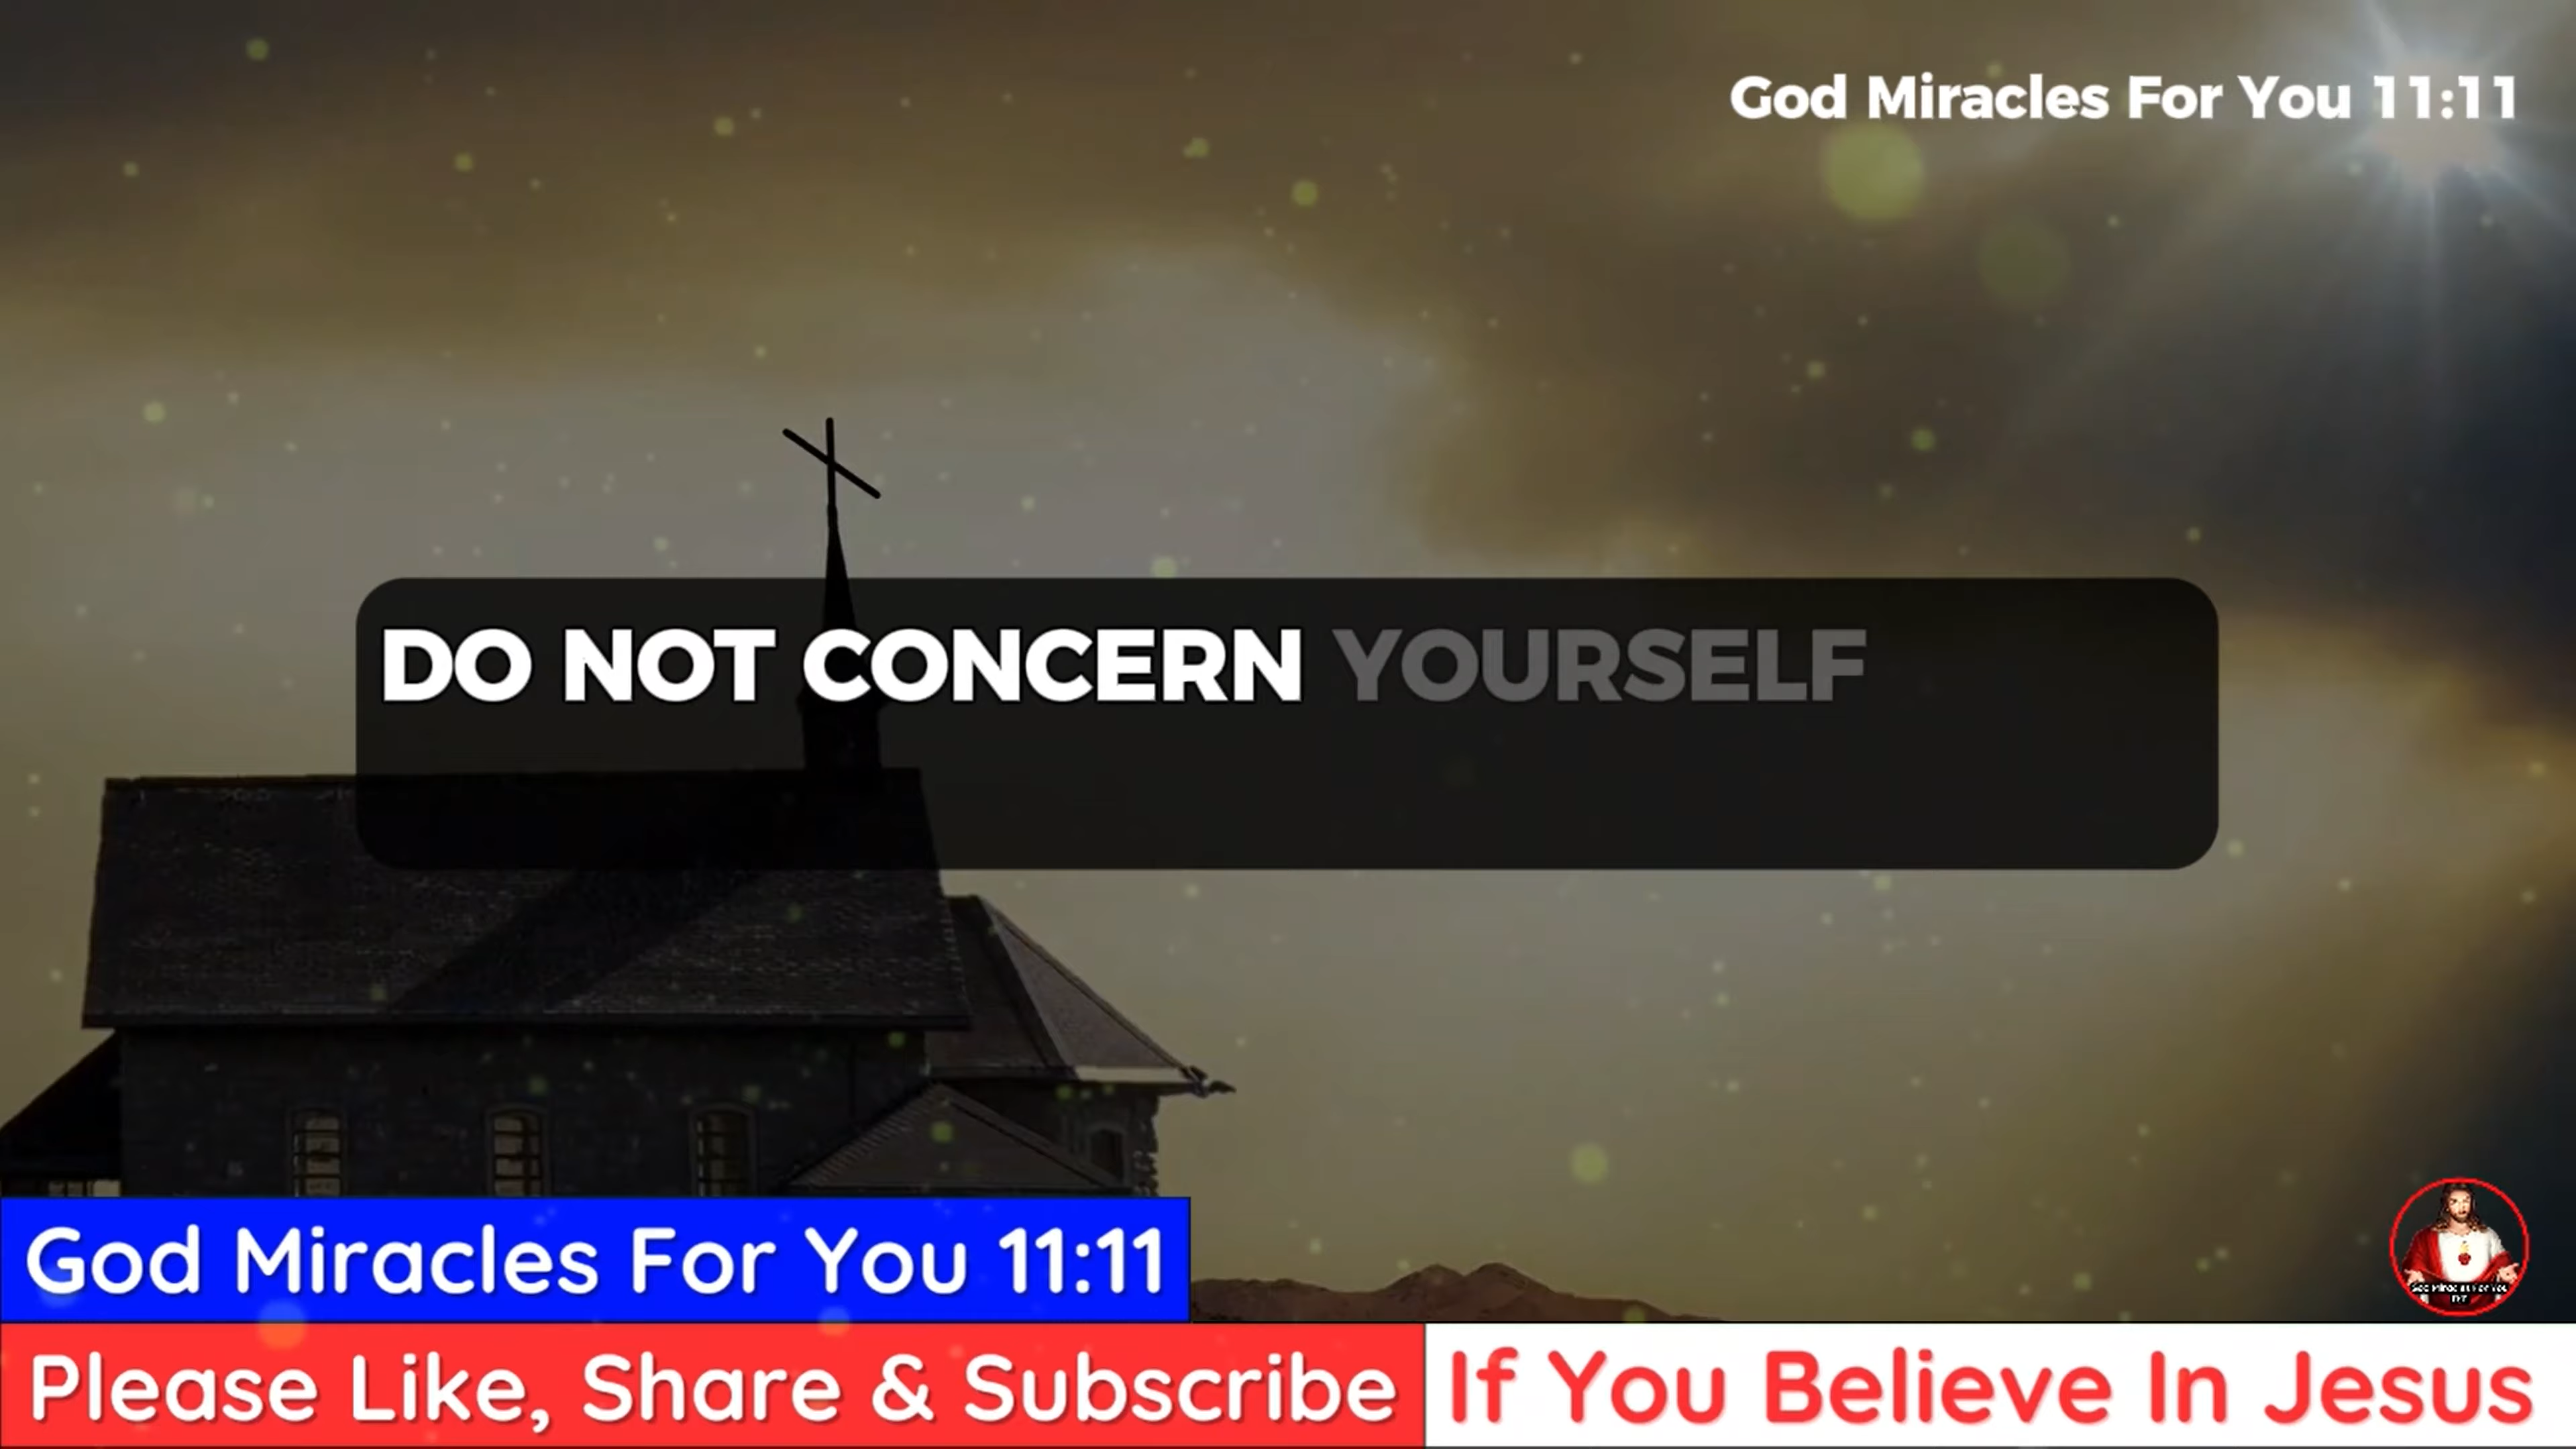 God Miracles For You 11:11
DO NOT CONCERN YOURSELF
God Miracles For You 11:11
Please Like, Share & Subscribe
If You Believe In Jesus